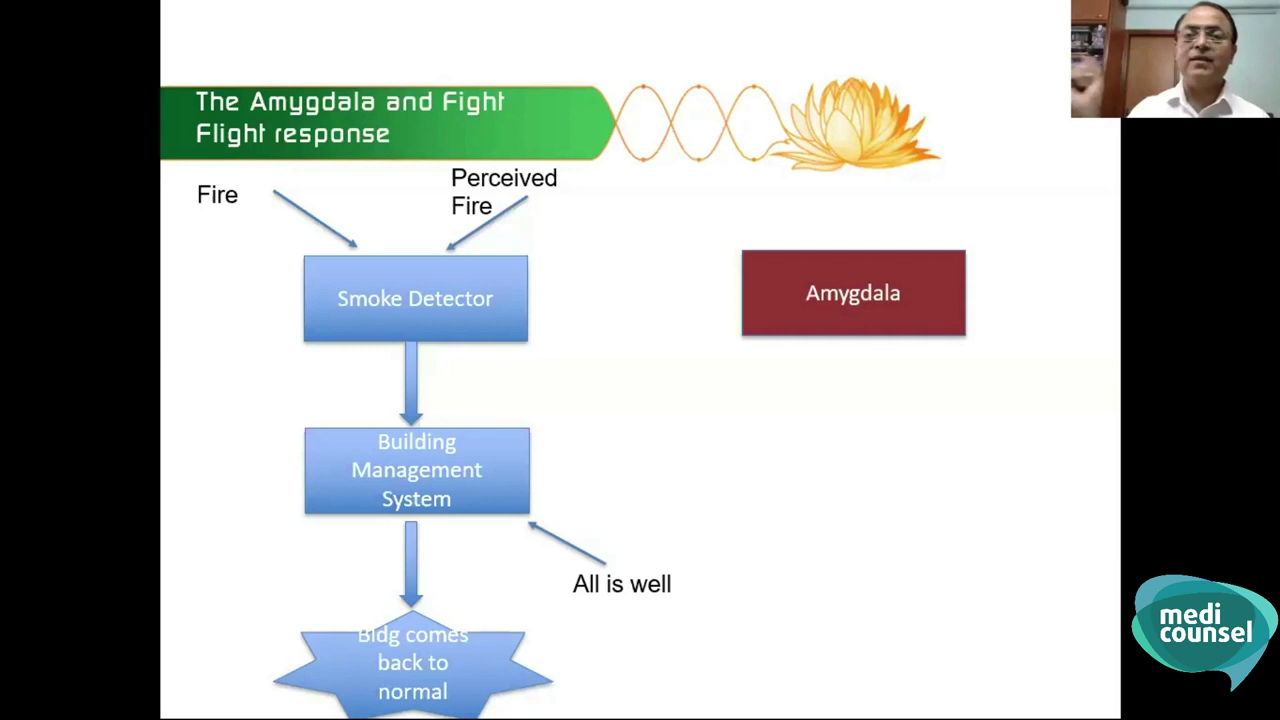 The Amygdala and Fight
Flight response
Fire
Perceived
Fire
Smoke Detector
Amygdala
Building
Management
System
All is well
Bldg comes
back to
normal
medi
counsel